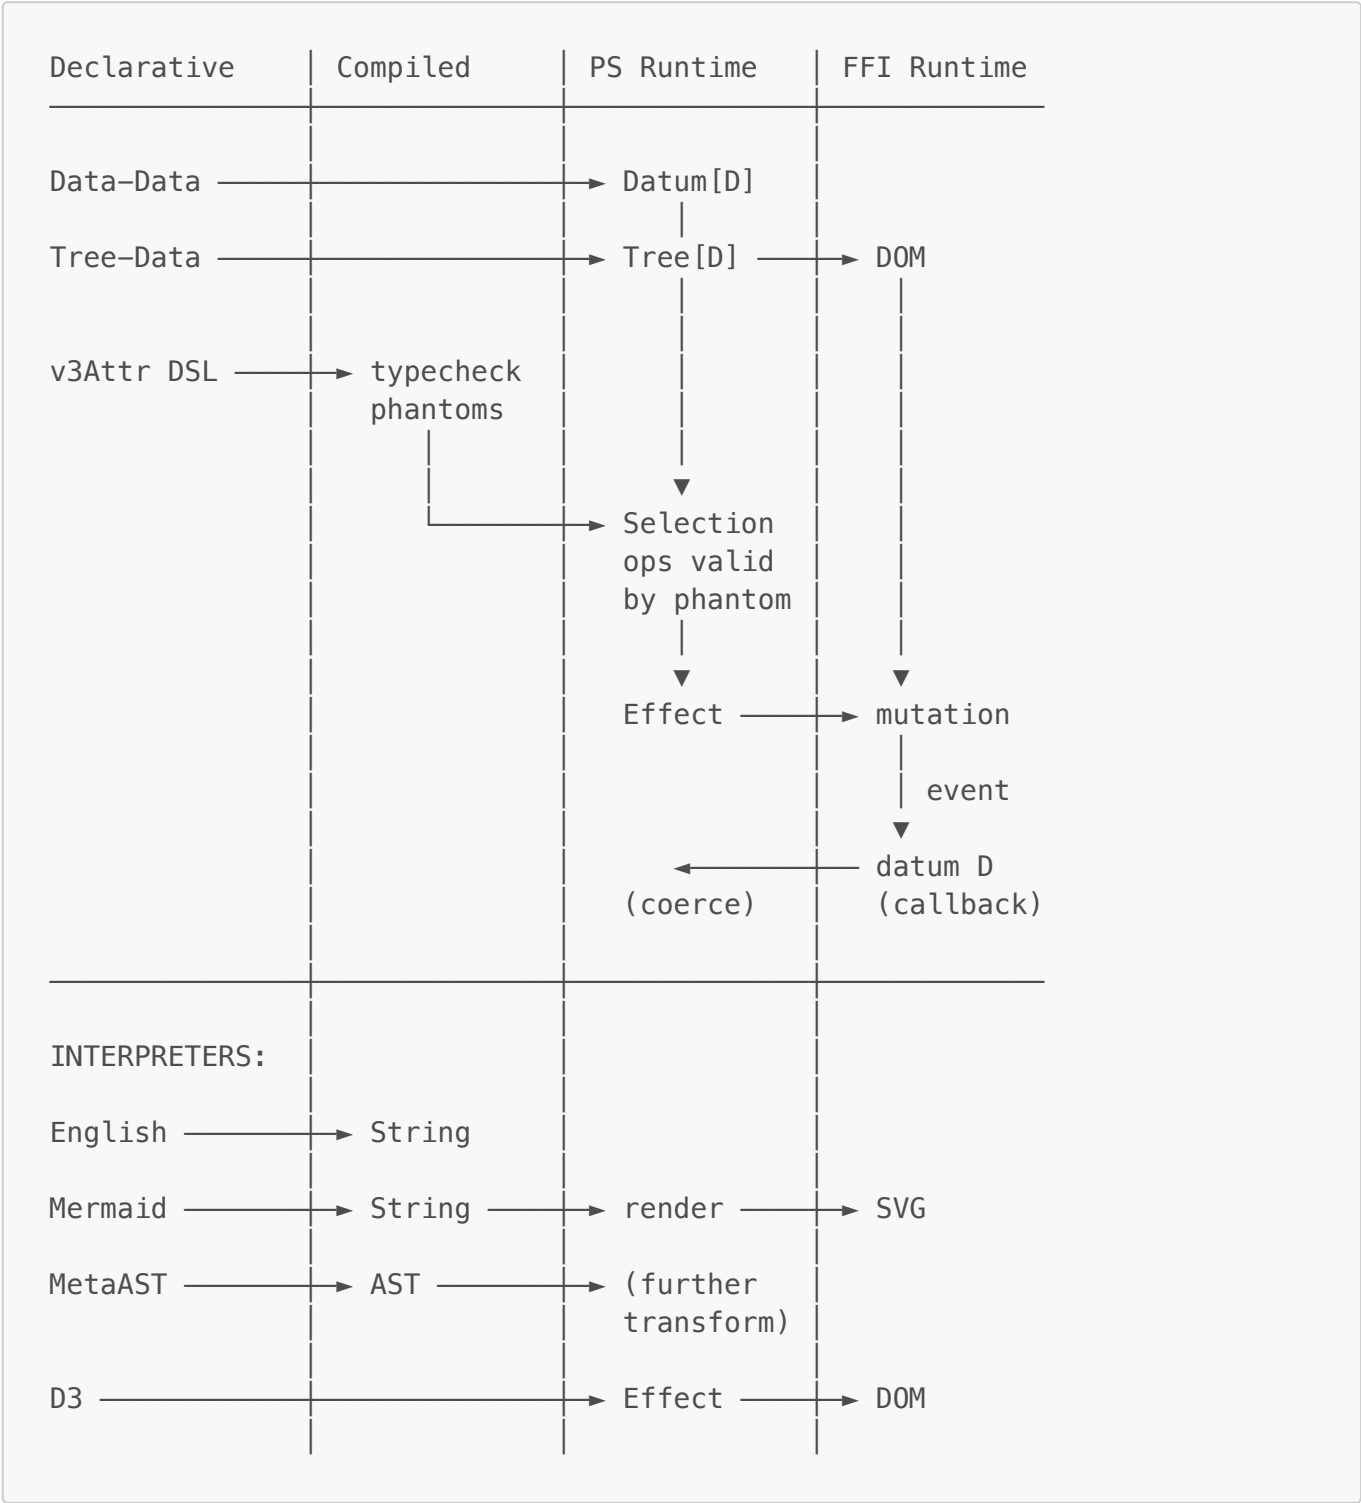 Declarative | Compiled | PS Runtime | FFI Runtime
Data-Data ──► Datum[D]
Tree-Data ──► Tree[D] ──► DOM
v3Attr DSL ──► typecheck
phantoms
Selection
ops valid
by phantom
Effect ──► mutation
event
◄── datum D
(coerce) (callback)
INTERPRETERS:
English ──► String
Mermaid ──► String ──► render ──► SVG
MetaAST ──► AST ──► (further
transform)
D3 ──► Effect ──► DOM